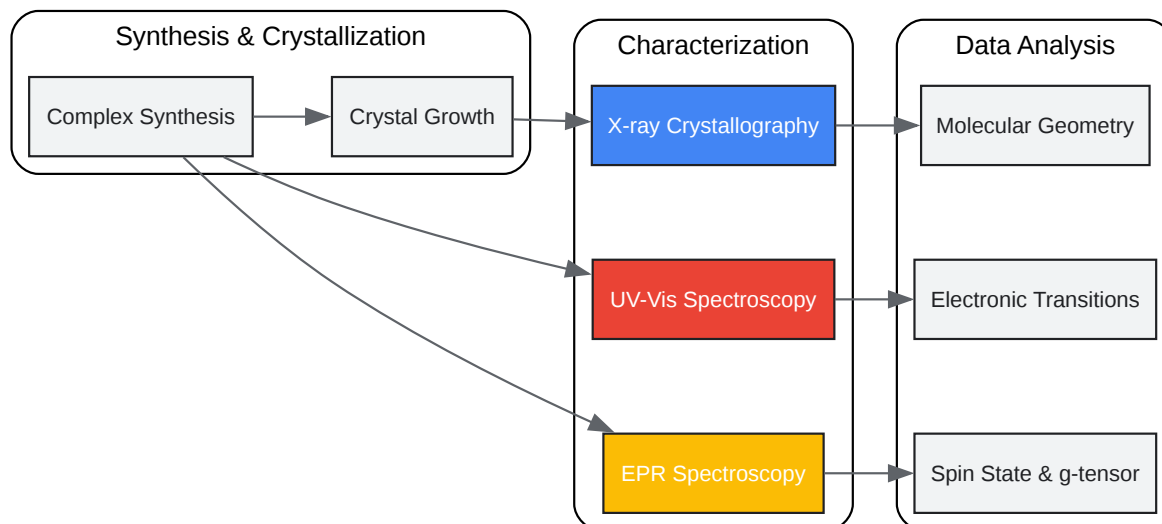 Synthesis & Crystallization
Complex Synthesis
Crystal Growth
Characterization
X-ray Crystallography
UV-Vis Spectroscopy
EPR Spectroscopy
Data Analysis
Molecular Geometry
Electronic Transitions
Spin State & g-tensor